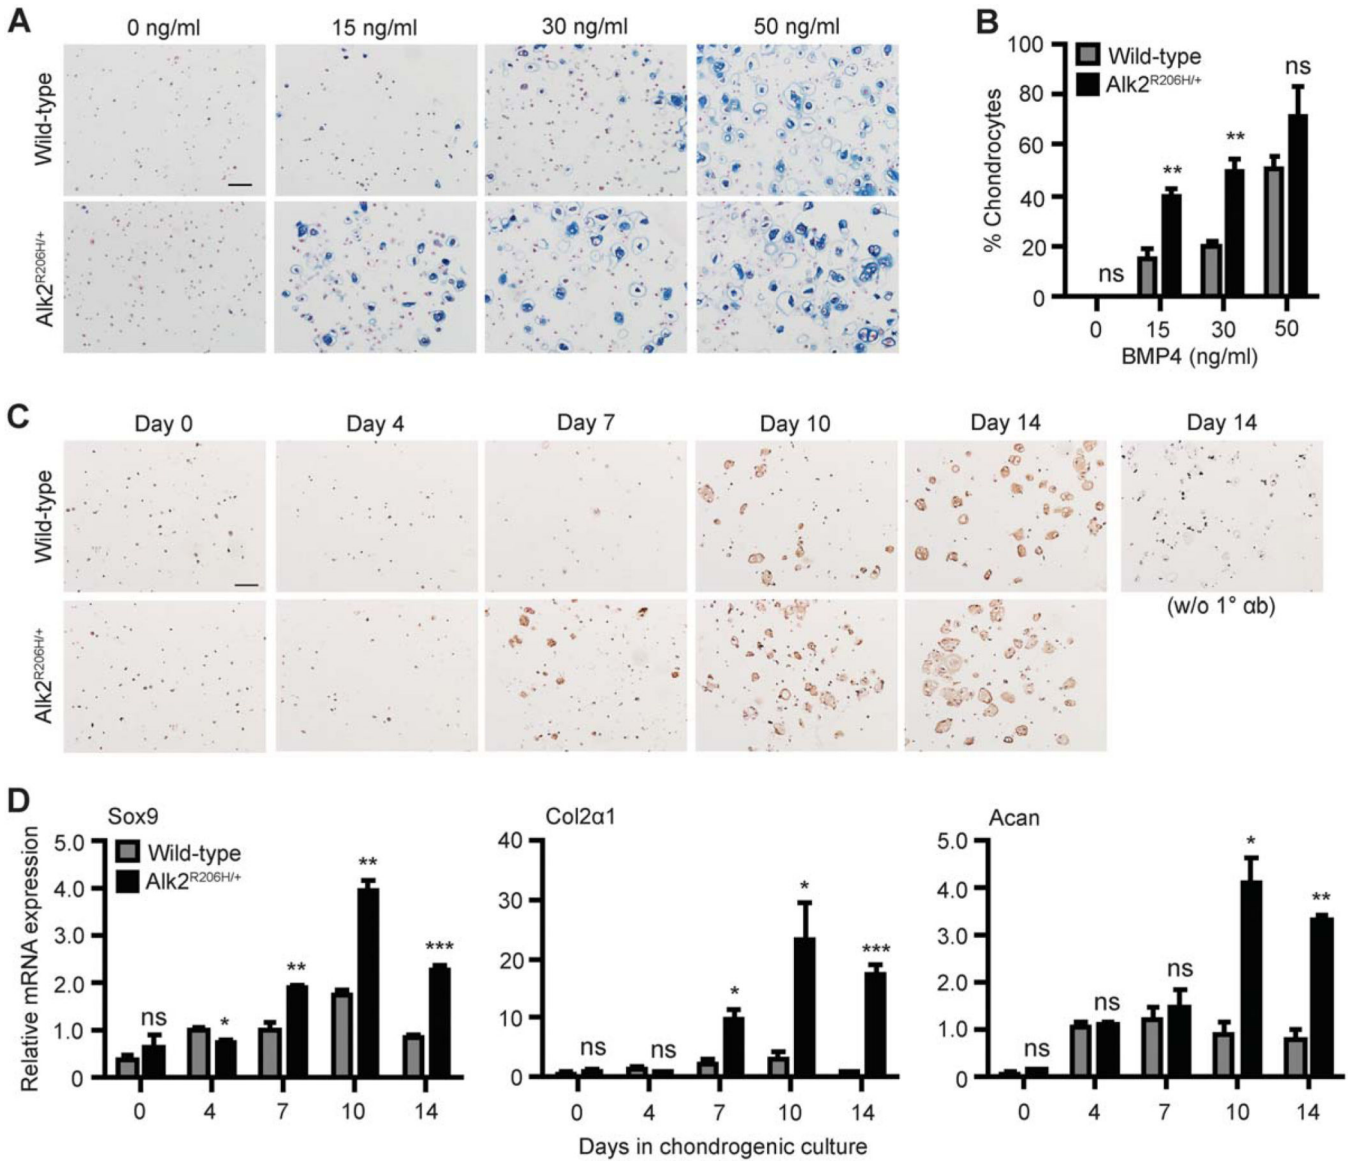 A
0 ng/ml 15 ng/ml 30 ng/ml 50 ng/ml
Wild-type
Alk2R206H/+
B
100
80
60
40
20
0
% Chondrocytes
Wild-type
Alk2R206H/+
ns ** ** ns
0 15 30 50
BMP4 (ng/ml)
C
Day 0 Day 4 Day 7 Day 10 Day 14 Day 14
Wild-type
(w/o 1° αb)
Alk2R206H/+
D
Relative mRNA expression
Sox9
5.0
4.0
3.0
2.0
1.0
0
Wild-type
Alk2R206H/+
ns * ** ** ***
0 4 7 10 14
Col2α1
40
30
20
10
0
ns ns * * ***
0 4 7 10 14
Days in chondrogenic culture
Acan
5.0
4.0
3.0
2.0
1.0
0
ns ns ns * **
0 4 7 10 14